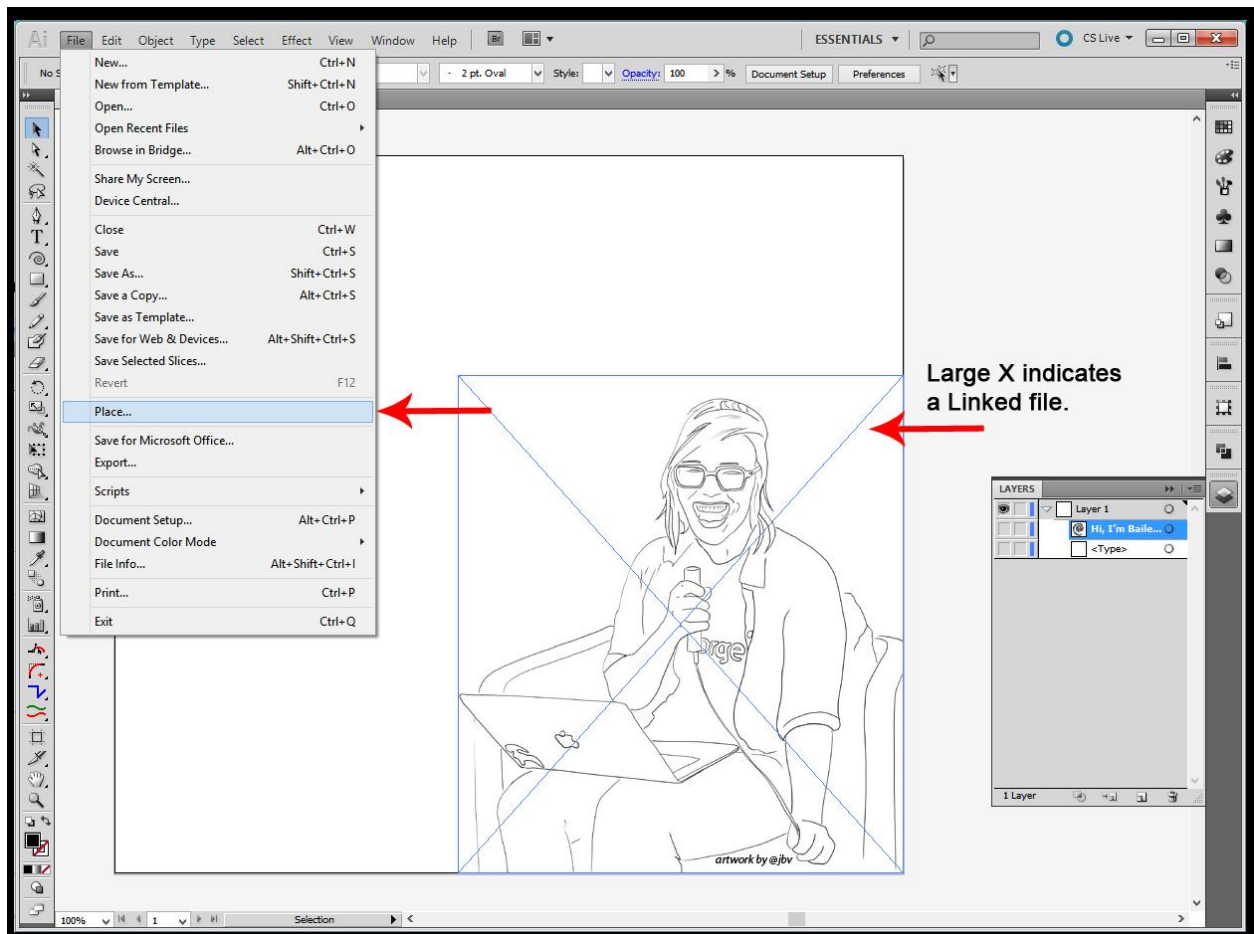 Ai File Edit Object Type Select Effect View Window Help Br ESSENTIALS CS Live
2 pt. Oval Style: Opacity: 100 % Document Setup Preferences
New... Ctrl+N
New from Template... Shift+Ctrl+N
Open... Ctrl+O
Open Recent Files
Browse in Bridge... Alt+Ctrl+O
Share My Screen...
Device Central...
Close Ctrl+W
Save Ctrl+S
Save As... Shift+Ctrl+S
Save a Copy... Alt+Ctrl+S
Save as Template...
Save for Web & Devices... Alt+Shift+Ctrl+S
Save Selected Slices...
Revert F12
Place...
Save for Microsoft Office...
Export...
Scripts
Document Setup... Alt+Ctrl+P
Document Color Mode
File Info... Alt+Shift+Ctrl+I
Print... Ctrl+P
Exit Ctrl+Q
Large X indicates
a Linked file.
LAYERS
Layer 1
Hi, I'm Baile...
<Type>
1 Layer
artwork by @jbv
100% 1 Selection